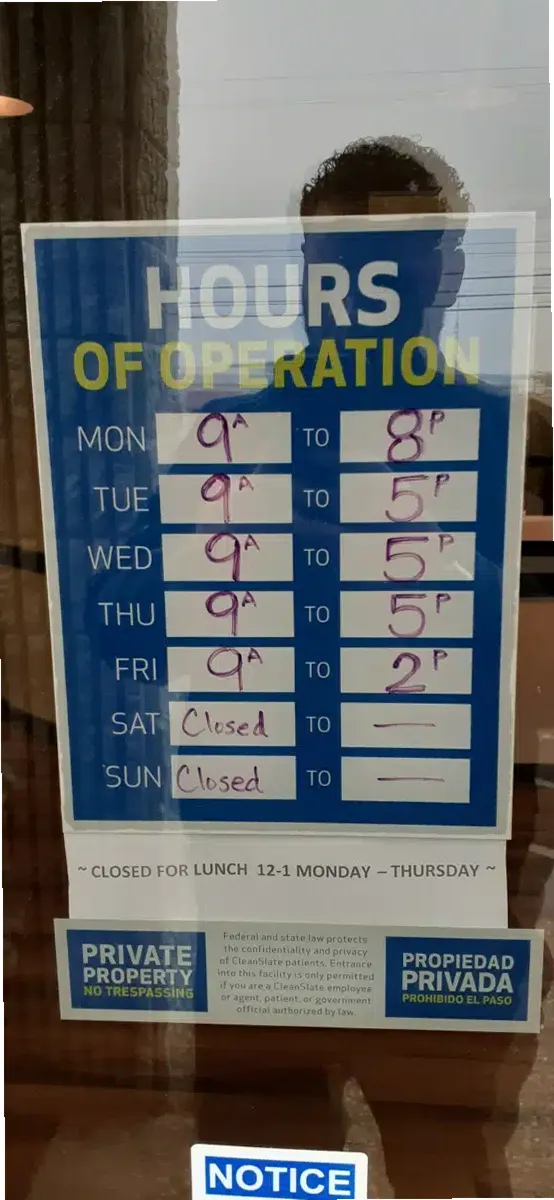 HOURS
OF OPERATION
MON 9A TO 8P
TUE 9A TO 5P
WED 9A TO 5P
THU 9A TO 5P
FRI 9A TO 2P
SAT Closed TO —
SUN Closed TO —
~ CLOSED FOR LUNCH 12-1 MONDAY – THURSDAY ~
PRIVATE
PROPERTY
NO TRESPASSING
Federal and state law protects
the confidentiality and privacy
of CleanSlate patients. Entrance
into this facility is only permitted
if you are a CleanSlate employee
or agent, patient, or government
official authorized by law.
PROPIEDAD
PRIVADA
PROHIBIDO EL PASO
NOTICE